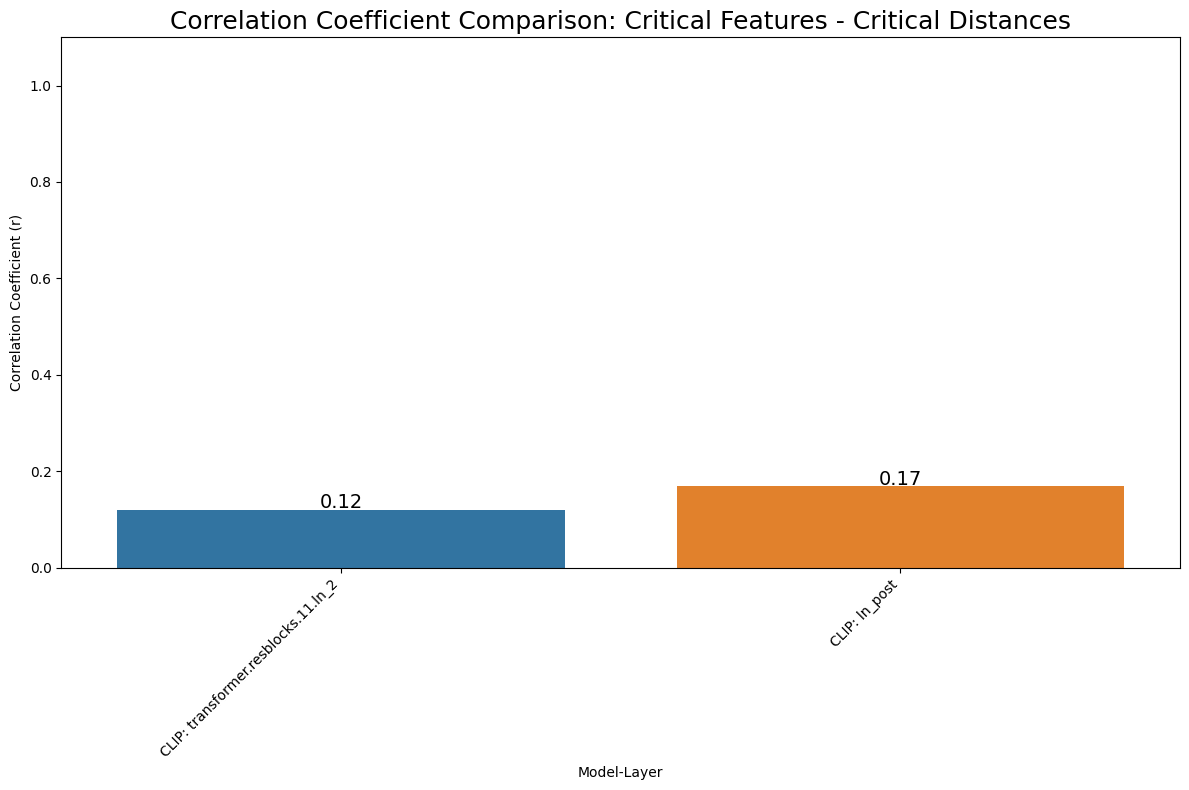 Correlation Coefficient Comparison: Critical Features - Critical Distances
Correlation Coefficient (r)
1.0
0.8
0.6
0.4
0.2
0.0
0.12
0.17
CLIP: transformer.resblocks.11.ln_2
CLIP: ln_post
Model-Layer